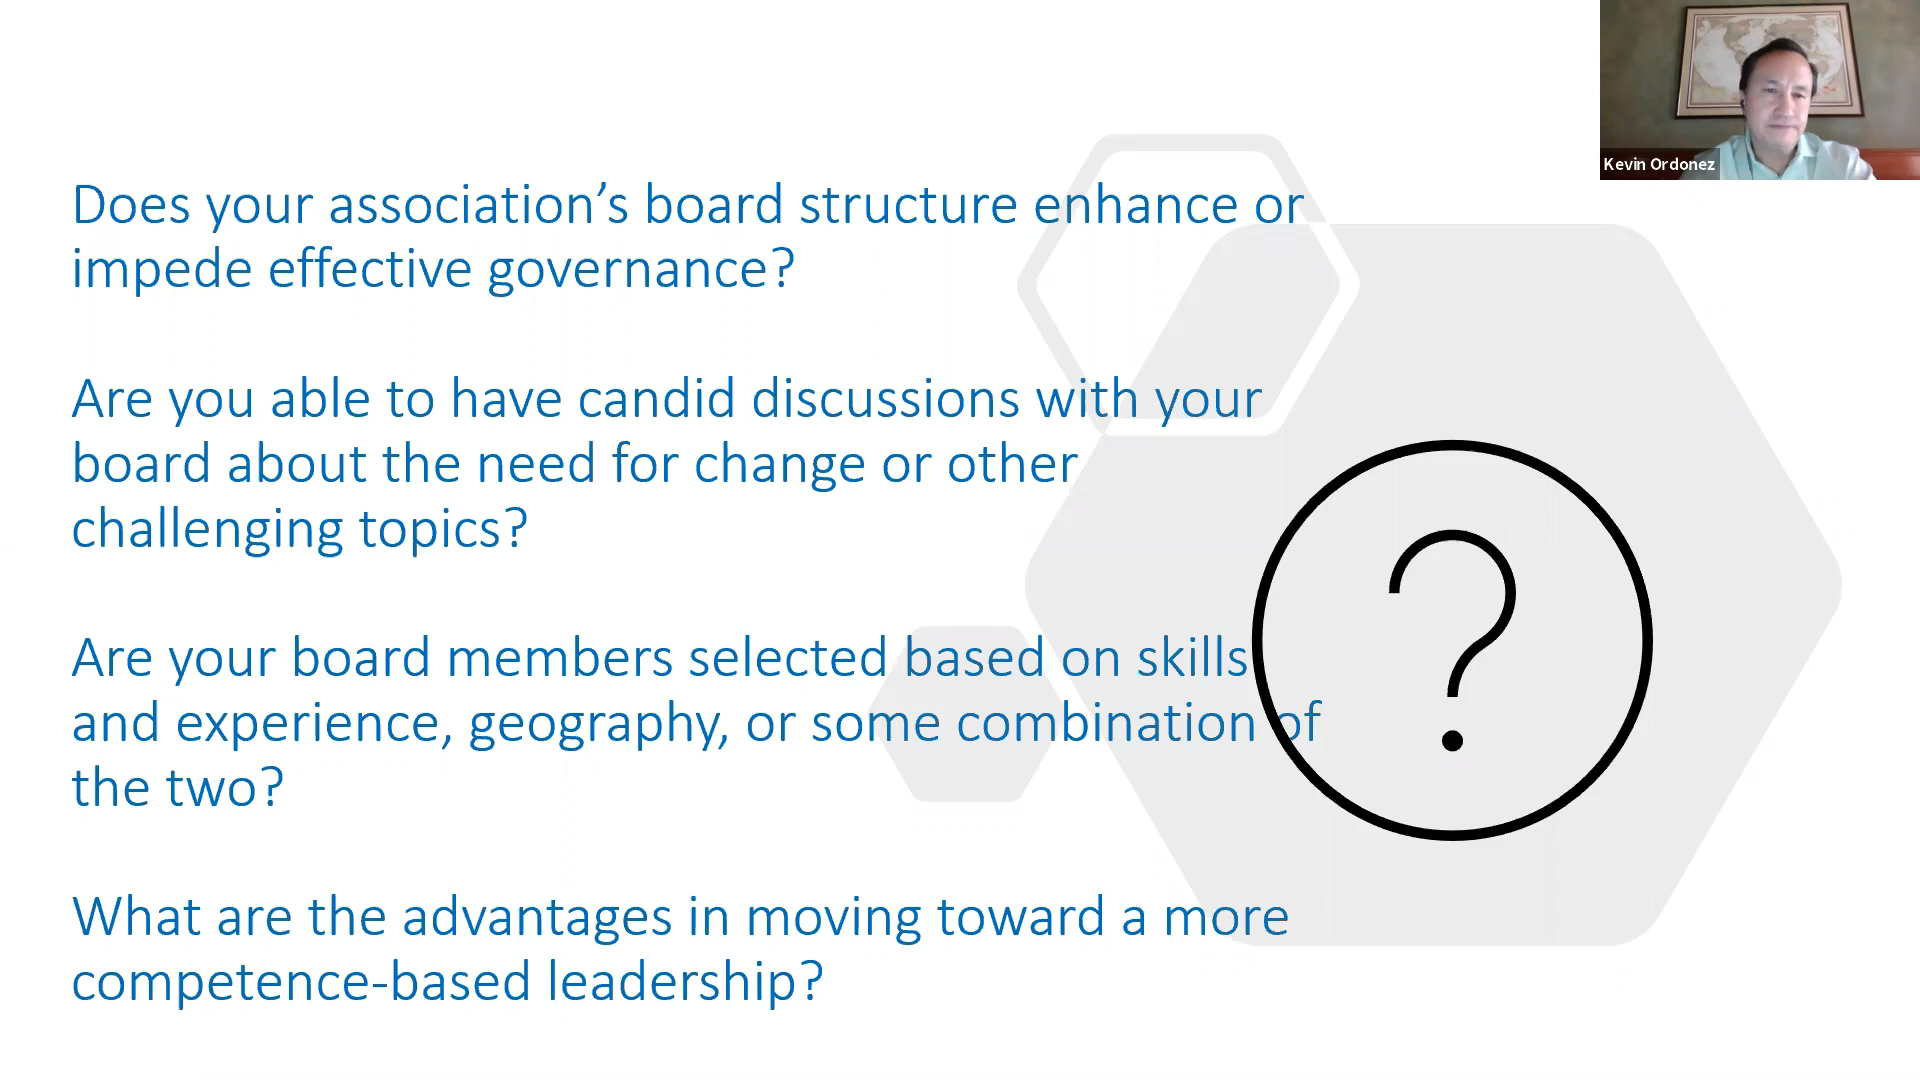 Kevin Ordonez
Does your association’s board structure enhance or
impede effective governance?
Are you able to have candid discussions with your
board about the need for change or other
challenging topics?
Are your board members selected based on skills
and experience, geography, or some combination of
the two?
What are the advantages in moving toward a more
competence-based leadership?
?